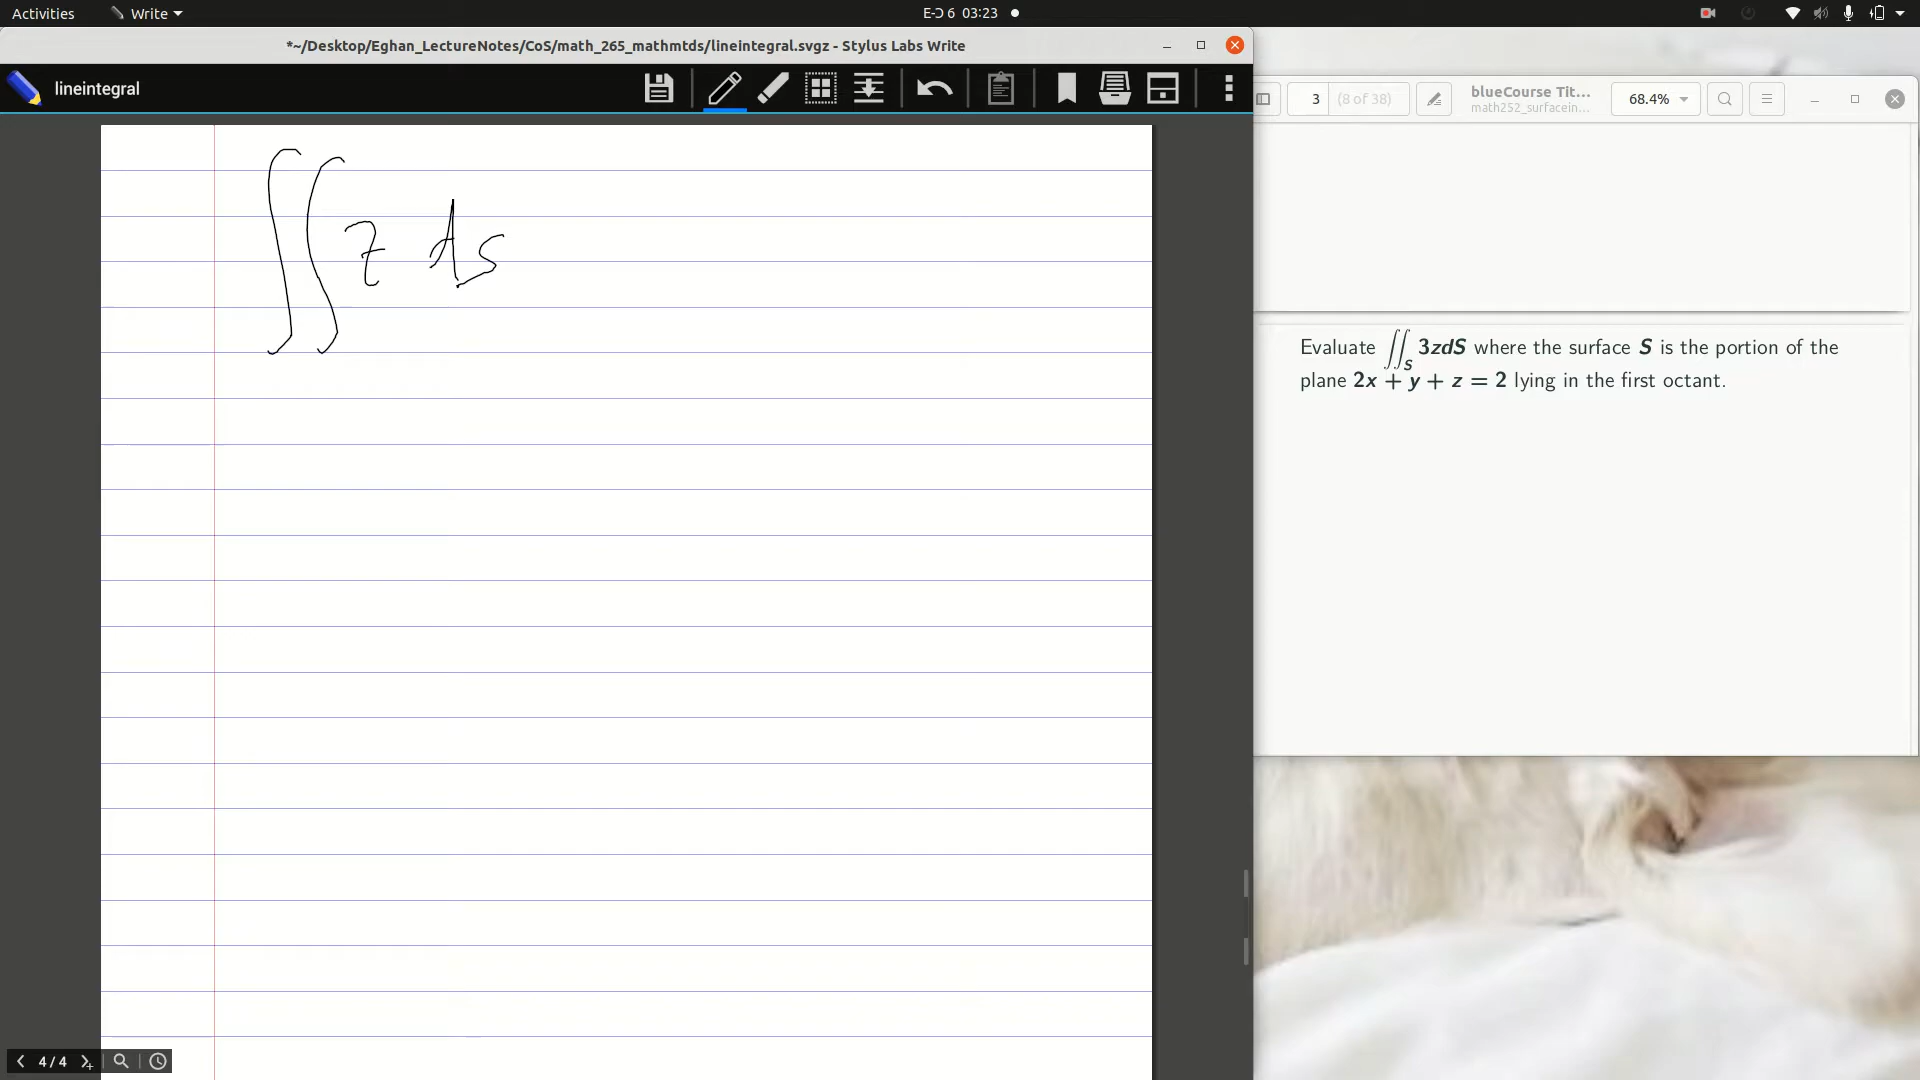 Activities Write E-Ɔ 6 03:23
*~/Desktop/Eghan_LectureNotes/CoS/math_265_mathmtds/lineintegral.svgz - Stylus Labs Write
lineintegral
∬ z ds
4/4
3 (8 of 38) blueCourse Tit... 68.4%
math252_surfacein...
Evaluate ∬_S 3zdS where the surface S is the portion of the
plane 2x + y + z = 2 lying in the first octant.